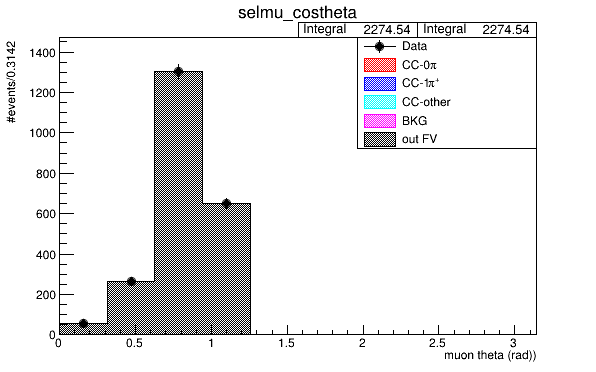 selmu_costheta
Integral 2274.54 Integral 2274.54
Data
CC-0π
CC-1π⁺
CC-other
BKG
out FV
#events/0.3142
1400
1200
1000
800
600
400
200
0
0 0.5 1 1.5 2 2.5 3
muon theta (rad))